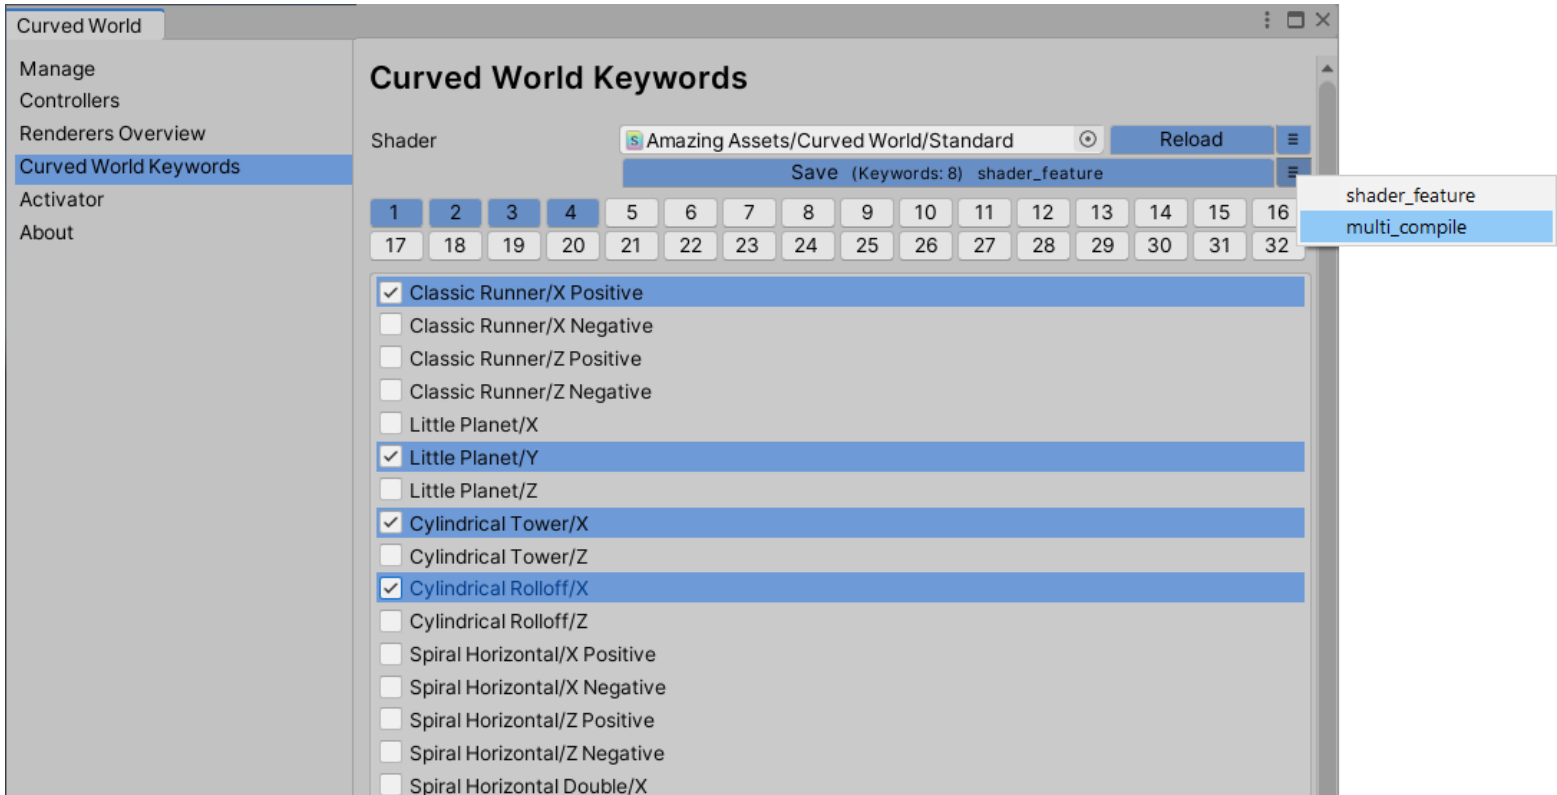 Curved World
Manage
Controllers
Renderers Overview
Curved World Keywords
Activator
About
Curved World Keywords
Shader
S Amazing Assets/Curved World/Standard
Reload
Save (Keywords: 8) shader_feature
1 2 3 4 5 6 7 8 9 10 11 12 13 14 15 16
17 18 19 20 21 22 23 24 25 26 27 28 29 30 31 32
shader_feature
multi_compile
Classic Runner/X Positive
Classic Runner/X Negative
Classic Runner/Z Positive
Classic Runner/Z Negative
Little Planet/X
Little Planet/Y
Little Planet/Z
Cylindrical Tower/X
Cylindrical Tower/Z
Cylindrical Rolloff/X
Cylindrical Rolloff/Z
Spiral Horizontal/X Positive
Spiral Horizontal/X Negative
Spiral Horizontal/Z Positive
Spiral Horizontal/Z Negative
Spiral Horizontal Double/X